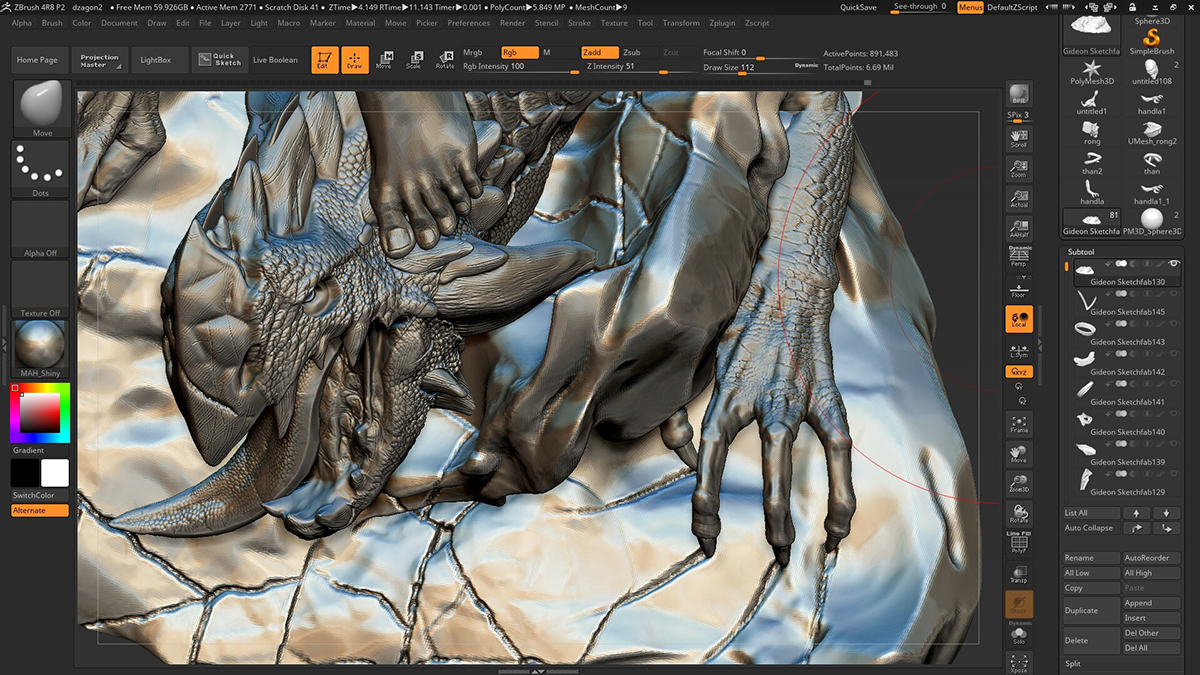 ZBrush 4R8 P2 dzagon2 • Free Mem 59.926GB • Active Mem 2771 • Scratch Disk 41 • ZTime▶4.149 RTime▶11.143 Timer▶0.001 • PolyCount▶5.849 MP • MeshCount▶9 QuickSave See-through 0 Menus DefaultZScript
Alpha Brush Color Document Draw Edit File Layer Light Macro Marker Material Movie Picker Preferences Render Stencil Stroke Texture Tool Transform Zplugin Zscript
Home Page
Projection Master
LightBox
Quick Sketch
Live Boolean
Edit
Draw
Move
Scale
Rotate
Mrgb Rgb M
Rgb Intensity 100
Zadd Zsub Zcut
Z Intensity 51
Focal Shift 0
Draw Size 112 Dynamic
ActivePoints: 891,483
TotalPoints: 6.69 Mil
Move
Dots
Alpha Off
Texture Off
MAH_Shiny
Gradient
SwitchColor
Alternate
BPR
SPix 3
Scroll
Zoom
Actual
AAHalf
Dynamic
Persp
Floor
Local
L.Sym
XYZ
Frame
Move
Zoom3D
Rotate
Line Fill
PolyF
Transp
Dynamic
Solo
Xpose
Sphere3D
Gideon Sketchfa SimpleBrush
2
PolyMesh3D untitled108
untitled1 handla1
rong UMesh_rong2
than2 than
handla handla1_1
81 2
Gideon Sketchfa PM3D_Sphere3D
Subtool
Gideon Sketchfab130
Gideon Sketchfab145
Gideon Sketchfab143
Gideon Sketchfab142
Gideon Sketchfab141
Gideon Sketchfab140
Gideon Sketchfab139
Gideon Sketchfab129
List All
Auto Collapse
Rename AutoReorder
All Low All High
Copy Paste
Duplicate Append
Insert
Delete Del Other
Del All
Split